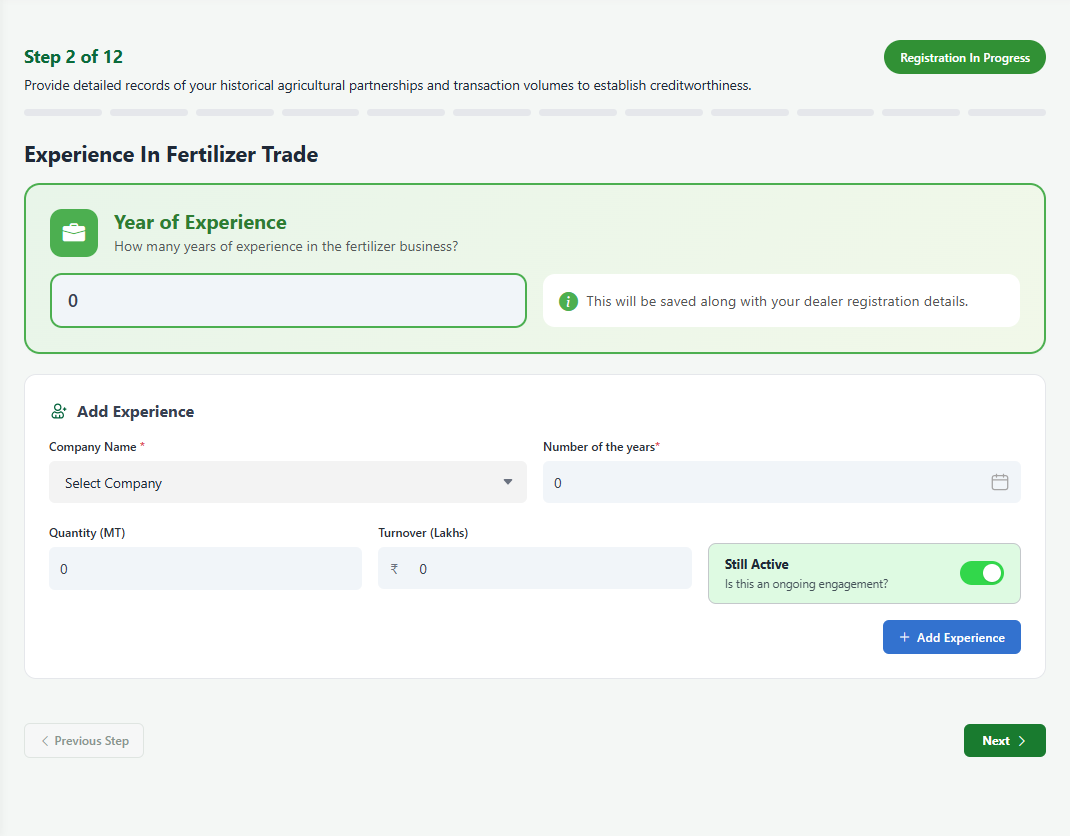 Step 2 of 12
Registration In Progress
Provide detailed records of your historical agricultural partnerships and transaction volumes to establish creditworthiness.
Experience In Fertilizer Trade
Year of Experience
How many years of experience in the fertilizer business?
0
i This will be saved along with your dealer registration details.
Add Experience
Company Name *
Number of the years*
Select Company
0
Quantity (MT)
Turnover (Lakhs)
0
₹ 0
Still Active
Is this an ongoing engagement?
+ Add Experience
Previous Step
Next